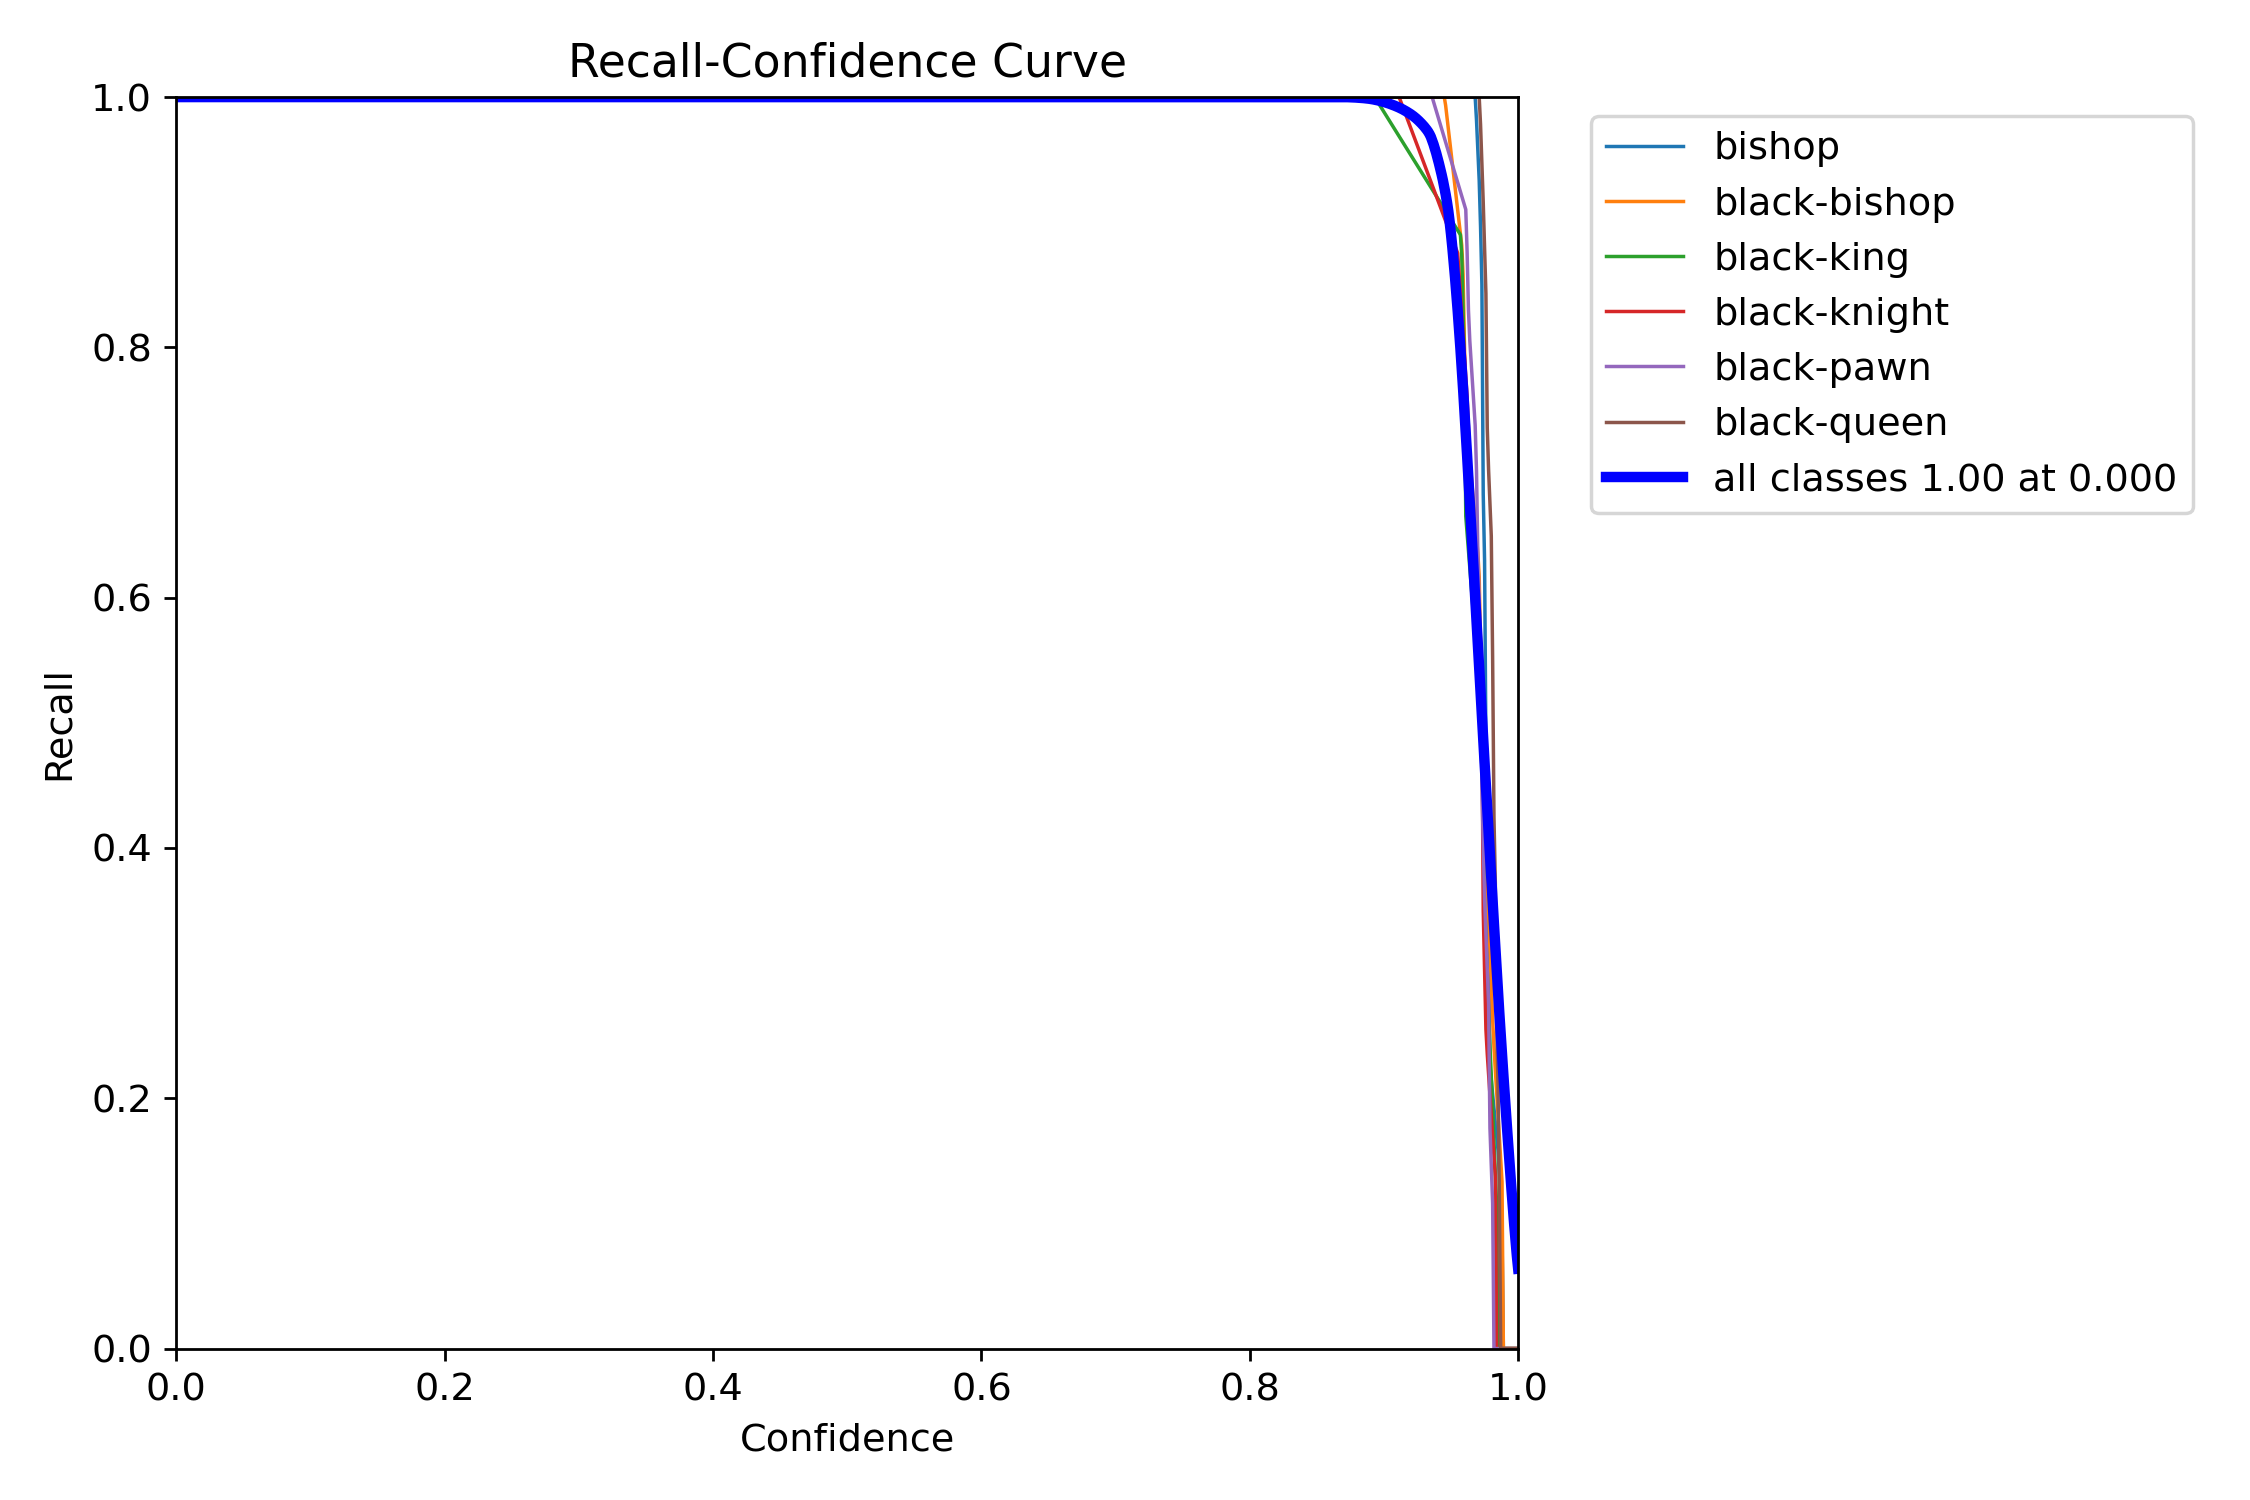 Recall-Confidence Curve
1.0
0.8
0.6
0.4
0.2
0.0
Recall
0.0 0.2 0.4 0.6 0.8 1.0
Confidence
bishop
black-bishop
black-king
black-knight
black-pawn
black-queen
all classes 1.00 at 0.000